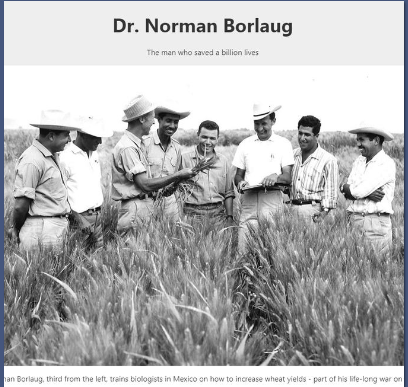 Dr. Norman Borlaug
The man who saved a billion lives
an Borlaug, third from the left, trains biologists in Mexico on how to increase wheat yields - part of his life-long war on